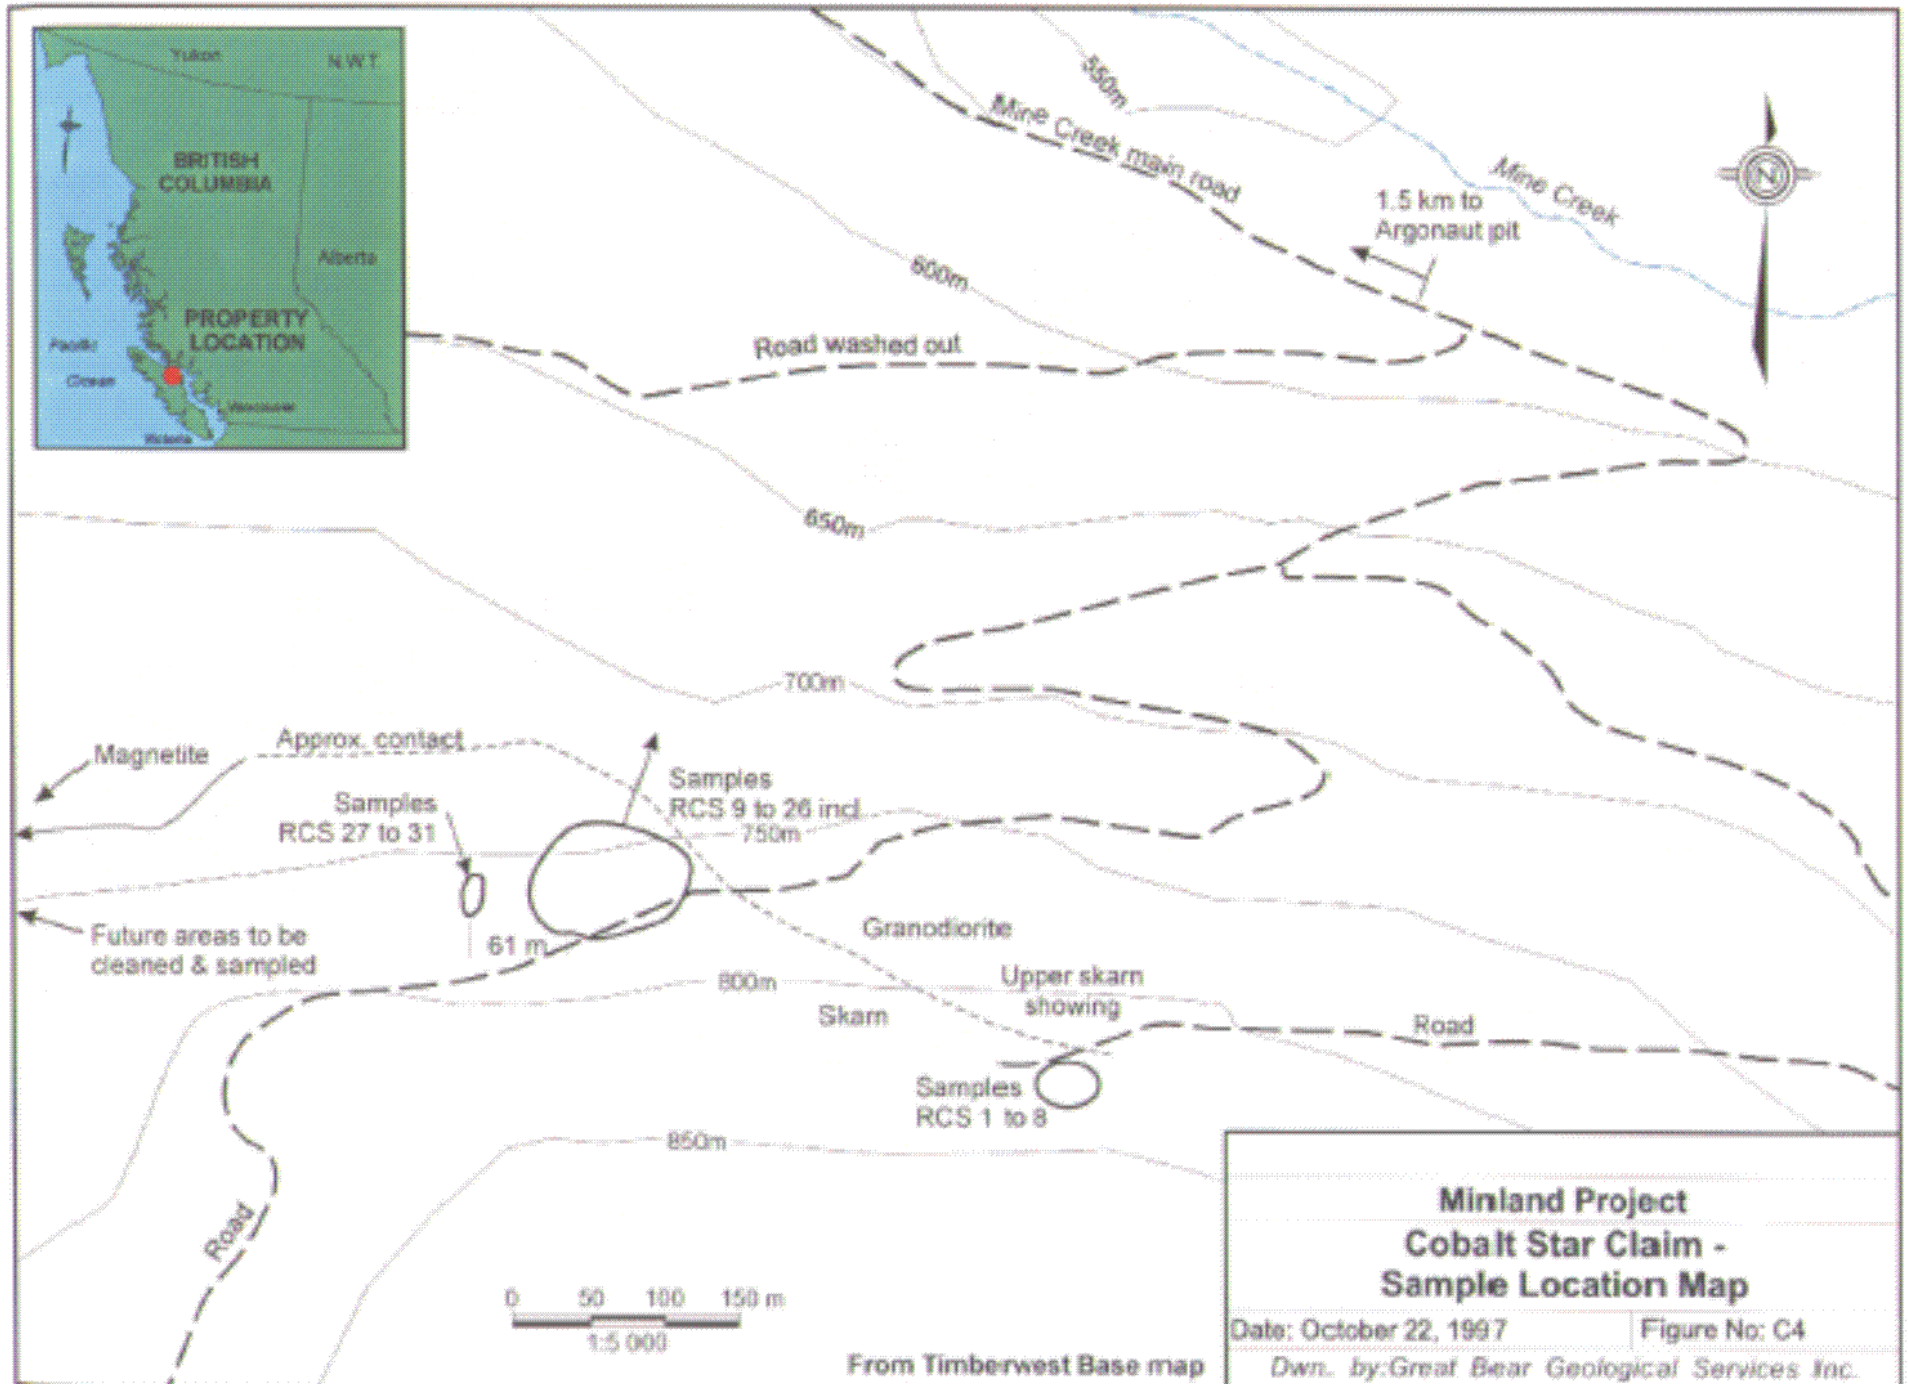 Yukon
N.W.T.
BRITISH
COLUMBIA
Alberta
PROPERTY
LOCATION
Pacific
Ocean
Vancouver
Victoria
550m
Mine Creek main road
Mine Creek
1.5 km to
Argonaut pit
N
600m
Road washed out
650m
700m
Magnetite
Approx. contact
Samples
RCS 9 to 26 incl
Samples
RCS 27 to 31
750m
Future areas to be
cleaned & sampled
61 m
Granodiorite
800m
Upper skarn
showing
Skarn
Road
Samples
RCS 1 to 8
850m
Road
0 50 100 150 m
1:5 000
From Timberwest Base map
Minland Project
Cobalt Star Claim -
Sample Location Map
Date: October 22, 1997
Figure No: C4
Dwn. by:Great Bear Geological Services Inc.